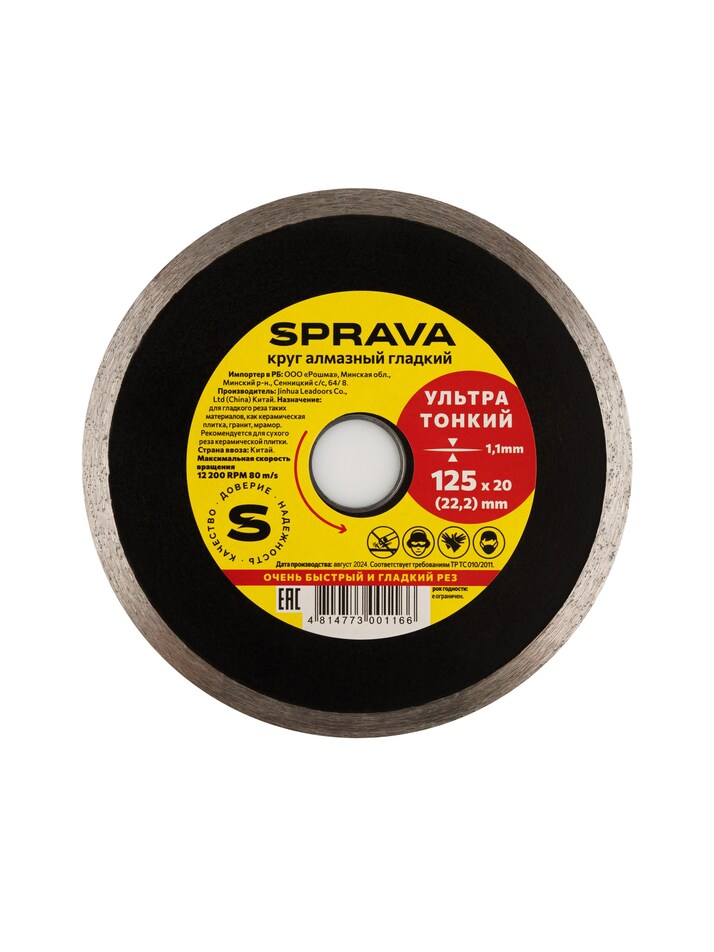 SPRAVA
круг алмазный гладкий
Импортер в РБ: ООО «Рошма», Минская обл.,
Минский р-н., Сенницкий с/с, 64/ 8.
Производитель: Jinhua Leadoors Co.,
Ltd (China) Китай. Назначение:
для гладкого реза таких
материалов, как керамическая
плитка, гранит, мрамор.
Рекомендуется для сухого
реза керамической плитки.
Страна ввоза: Китай.
Максимальная скорость
вращения
12 200 RPM 80 m/s
УЛЬТРА
ТОНКИЙ
1,1mm
125 x 20
(22,2) mm
КАЧЕСТВО · ДОВЕРИЕ · НАДЕЖНОСТЬ ·
S
Дата производства: август 2024. Соответствует требованиям ТР ТС 010/2011.
ОЧЕНЬ БЫСТРЫЙ И ГЛАДКИЙ РЕЗ
EAC
рок годности:
е ограничен.
4 814773 001166